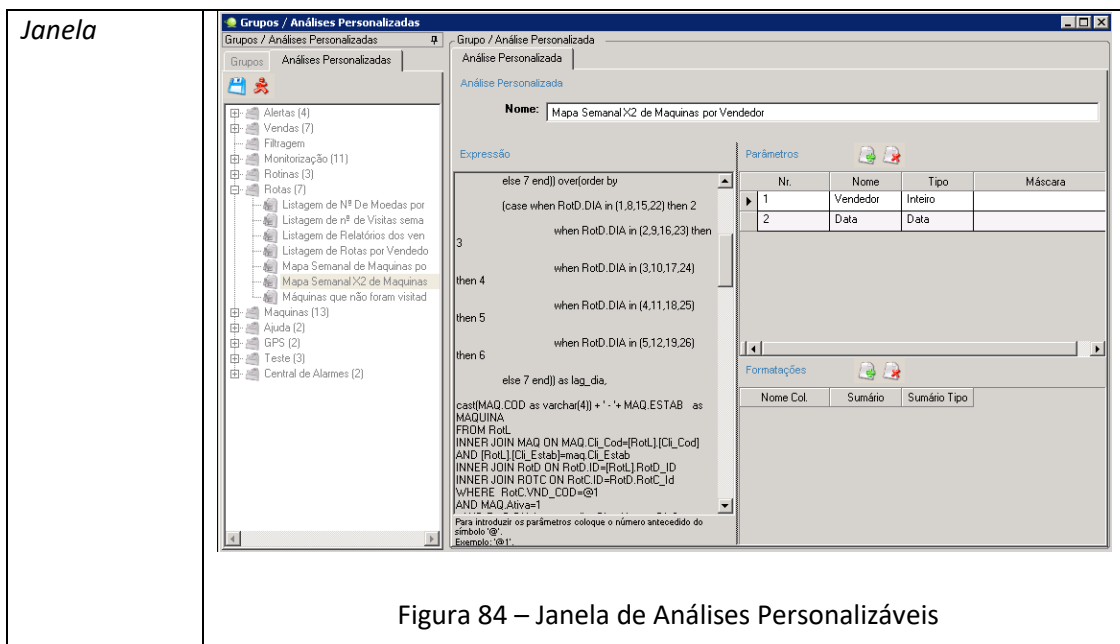 Janela
Grupos / Análises Personalizadas
Grupos / Análises Personalizadas
Grupos
Análises Personalizadas
Alertas (4)
Vendas (7)
Filtragem
Monitorização (11)
Rotinas (3)
Rotas (7)
Listagem de Nº De Moedas por
Listagem de nº de Visitas sema
Listagem de Relatórios dos ven
Listagem de Rotas por Vendedo
Mapa Semanal de Maquinas po
Mapa Semanal X2 de Maquinas
Máquinas que não foram visitad
Maquinas (13)
Ajuda (2)
GPS (2)
Teste (3)
Central de Alarmes (2)
Grupo / Análise Personalizada
Análise Personalizada
Análise Personalizada
Nome: Mapa Semanal X2 de Maquinas por Vendedor
Expressão
else 7 end)) over(order by
(case when RotD.DIA in (1,8,15,22) then 2
when RotD.DIA in (2,9,16,23) then
3
when RotD.DIA in (3,10,17,24)
then 4
when RotD.DIA in (4,11,18,25)
then 5
when RotD.DIA in (5,12,19,26)
then 6
else 7 end)) as lag_dia,
cast(MAQ.COD as varchar(4)) + ' - '+ MAQ.ESTAB as
MAQUINA
FROM RotL
INNER JOIN MAQ ON MAQ.Cli_Cod=[RotL].[Cli_Cod]
AND [RotL].[Cli_Estab]=maq.Cli_Estab
INNER JOIN RotD ON RotD.ID=[RotL].RotD_ID
INNER JOIN ROTC ON RotC.ID=RotD.RotC_Id
WHERE RotC.VND_COD=@1
AND MAQ.Ativa=1
Para introduzir os parâmetros coloque o número antecedido do
símbolo '@'.
Exemplo: '@1'.
Parâmetros
Nr. Nome Tipo Máscara
1 Vendedor Inteiro
2 Data Data
Formatações
Nome Col. Sumário Sumário Tipo
Figura 84 – Janela de Análises Personalizáveis